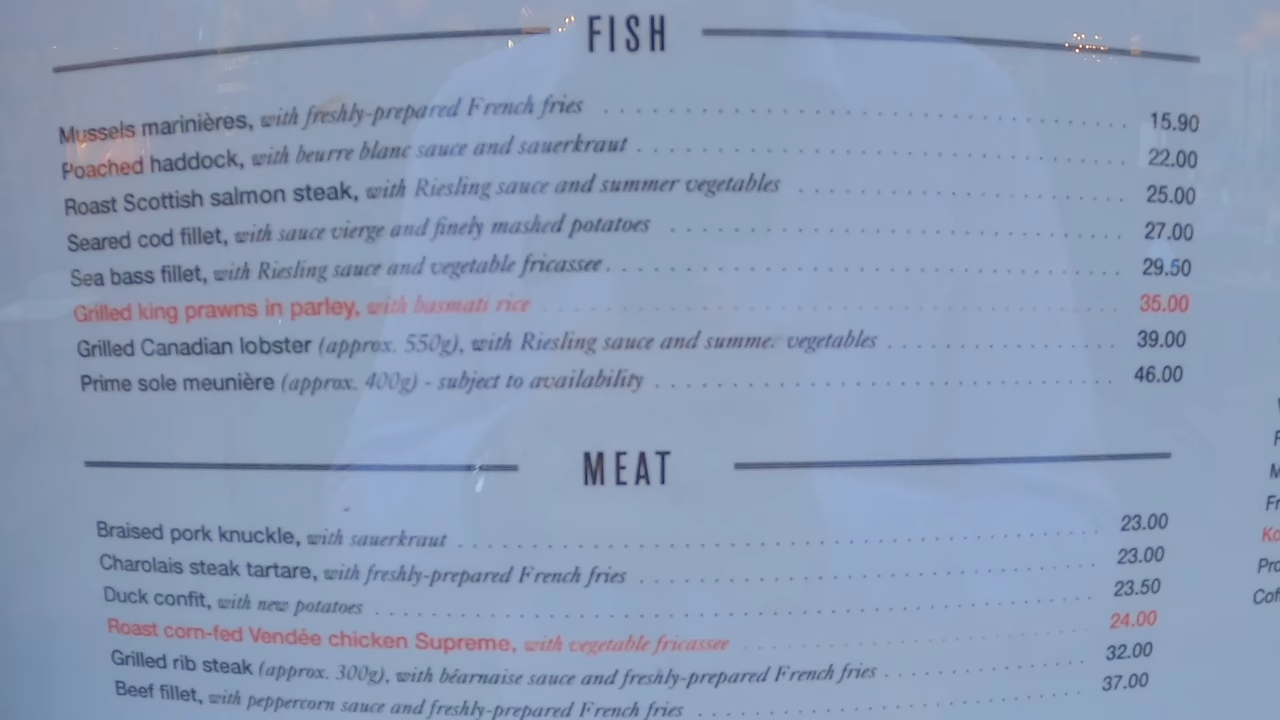 FISH
Mussels marinières, with freshly-prepared French fries 15.90
Poached haddock, with beurre blanc sauce and sauerkraut 22.00
Roast Scottish salmon steak, with Riesling sauce and summer vegetables 25.00
Seared cod fillet, with sauce vierge and finely mashed potatoes 27.00
Sea bass fillet, with Riesling sauce and vegetable fricassee 29.50
Grilled king prawns in parley, with basmati rice 35.00
Grilled Canadian lobster (approx. 550g), with Riesling sauce and summe. vegetables 39.00
Prime sole meunière (approx. 400g) - subject to availability 46.00
MEAT
Braised pork knuckle, with sauerkraut 23.00
Charolais steak tartare, with freshly-prepared French fries 23.00
Duck confit, with new potatoes 23.50
Roast corn-fed Vendée chicken Supreme, with vegetable fricassee 24.00
Grilled rib steak (approx. 300g), with béarnaise sauce and freshly-prepared French fries 32.00
Beef fillet, with peppercorn sauce and freshly-prepared French fries 37.00